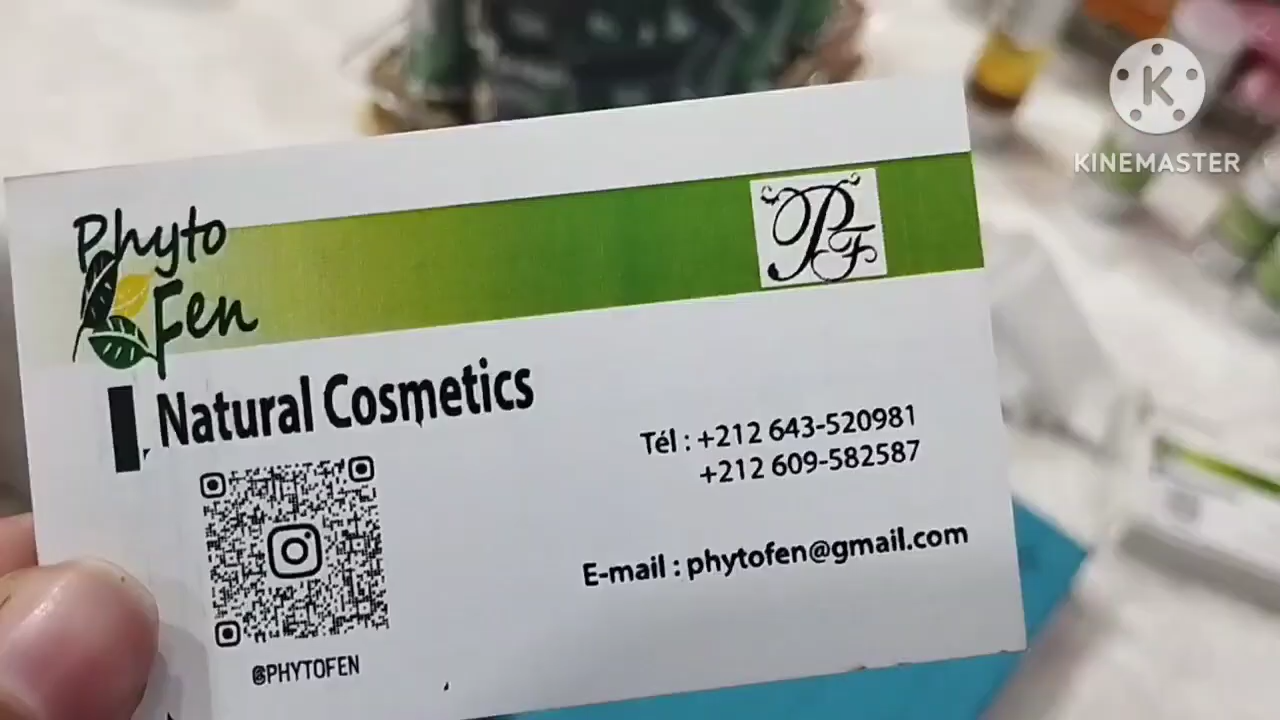 Phyto
Fen
PF
Natural Cosmetics
Tél : +212 643-520981
+212 609-582587
E-mail : phytofen@gmail.com
@PHYTOFEN
K
KINEMASTER